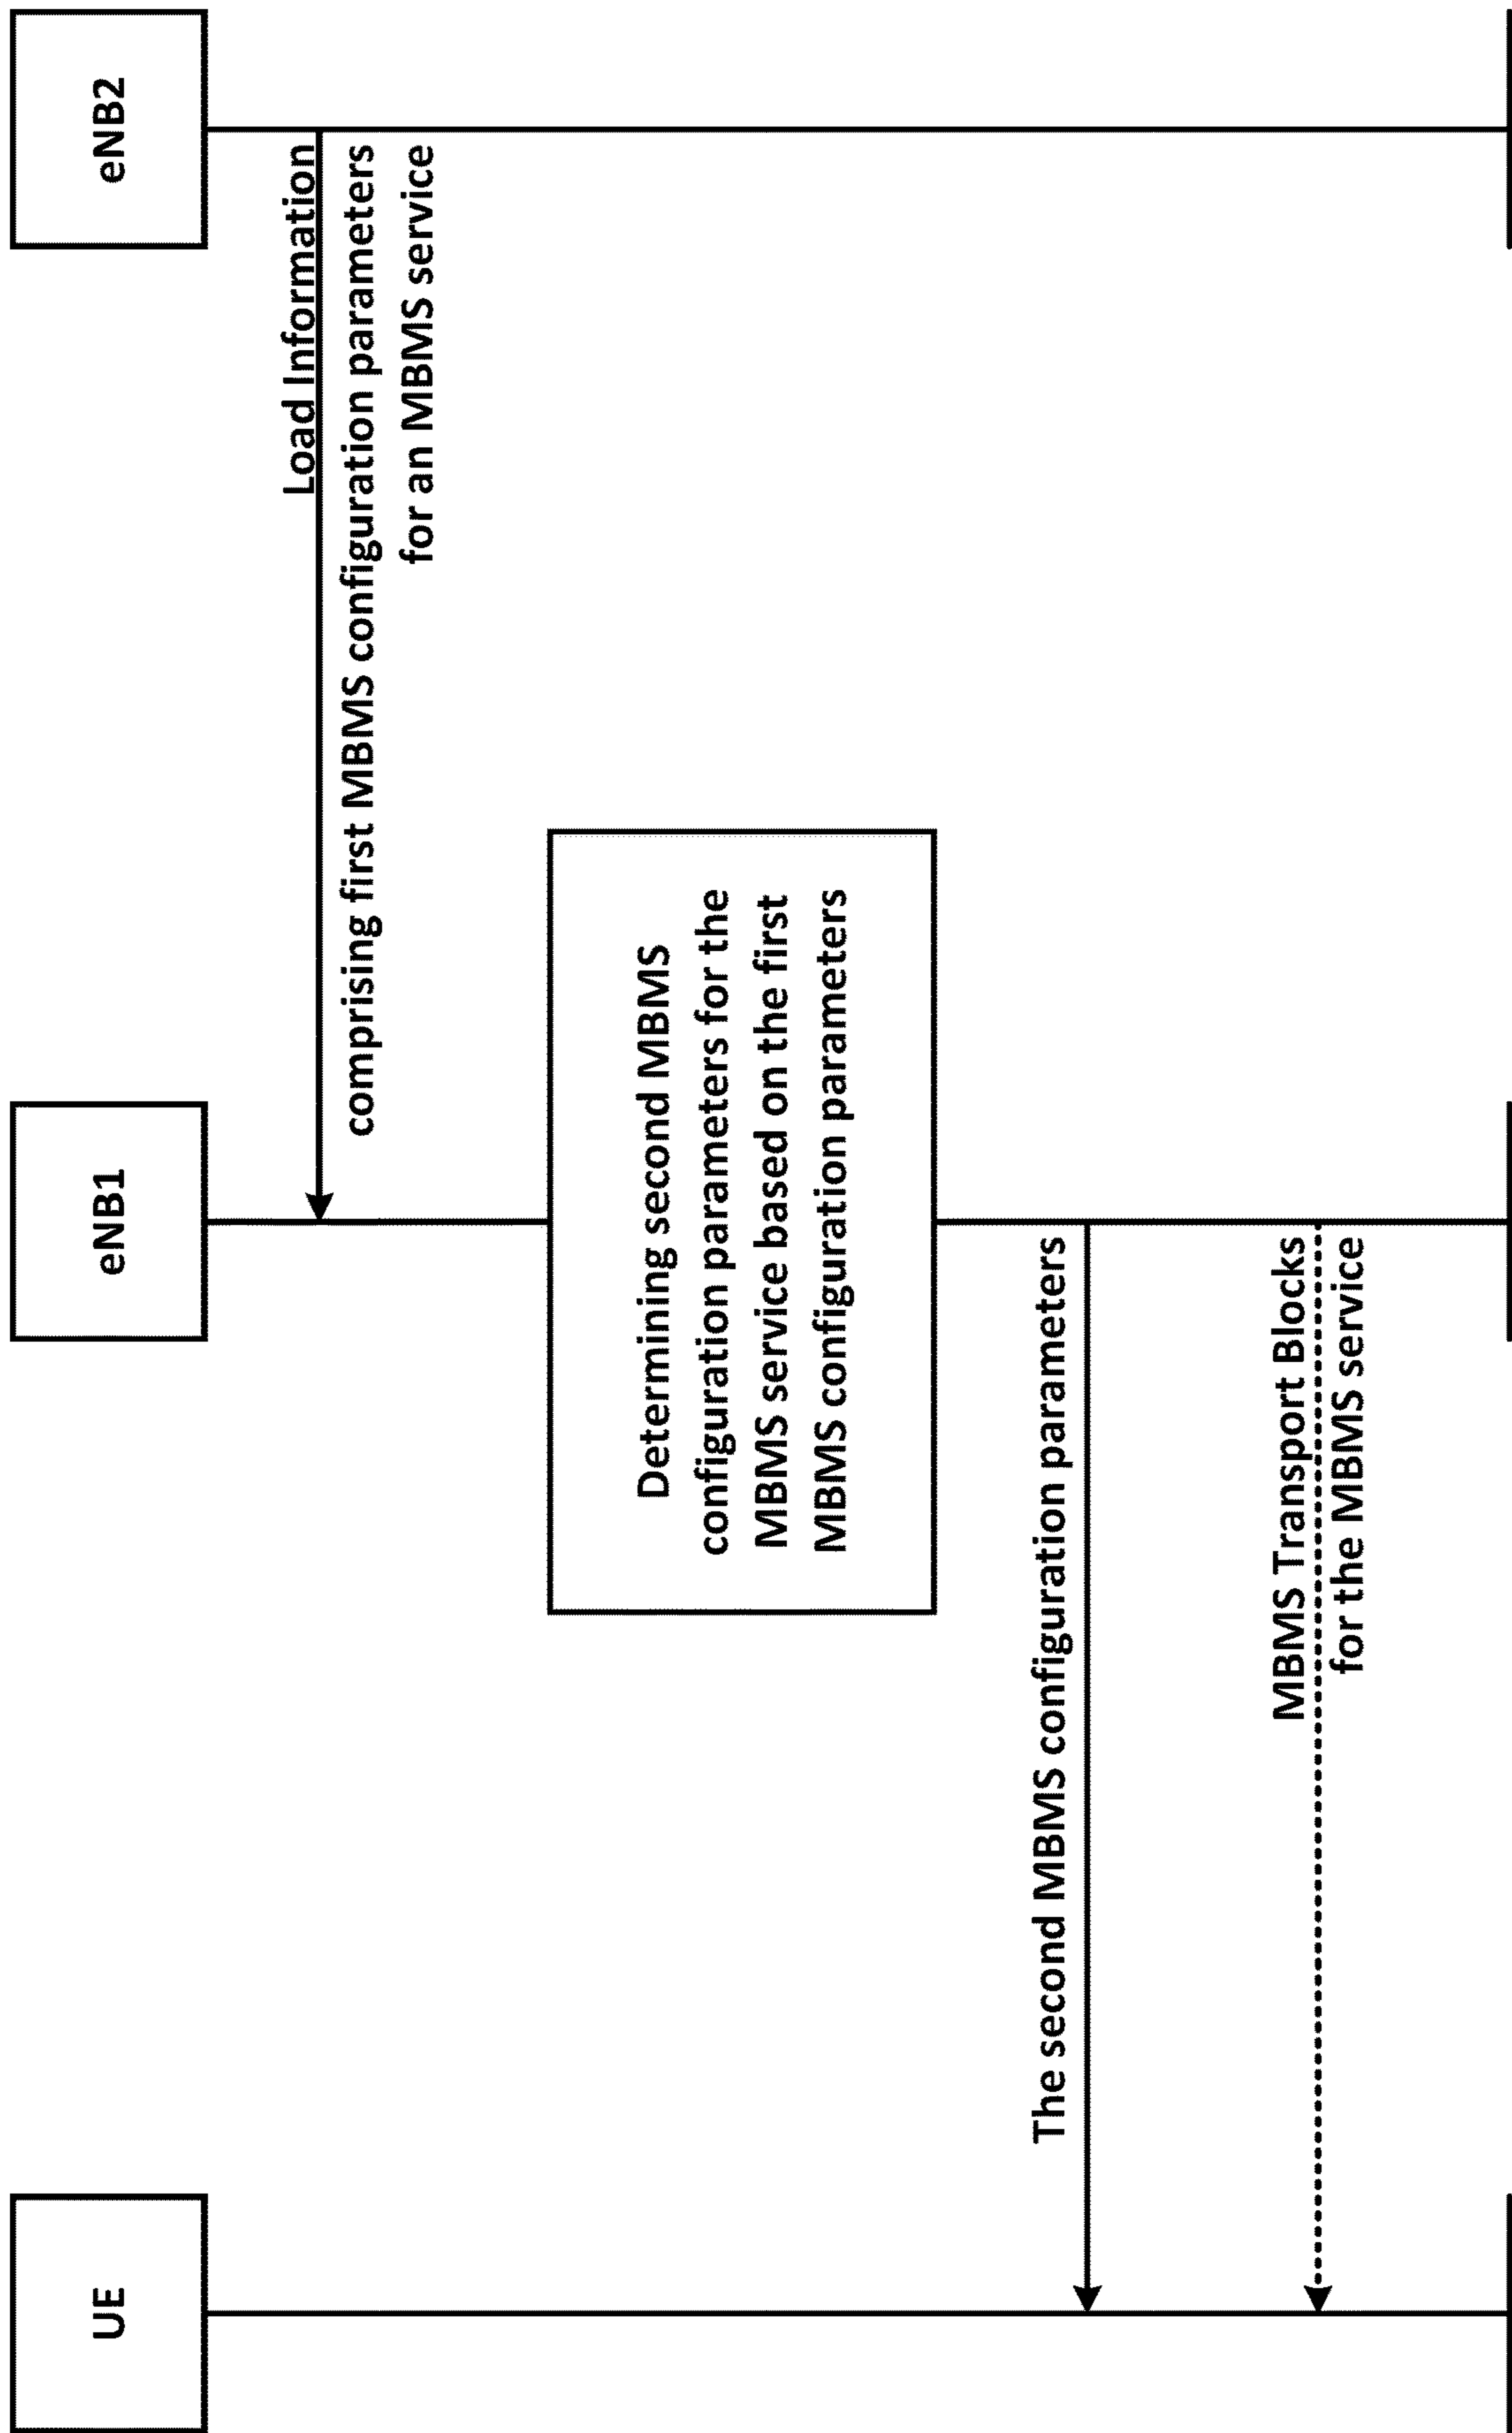 UE
eNB1
eNB2
Load Information
comprising first MBMS configuration parameters
for an MBMS service
Determining second MBMS
configuration parameters for the
MBMS service based on the first
MBMS configuration parameters
The second MBMS configuration parameters
MBMS Transport Blocks
for the MBMS service